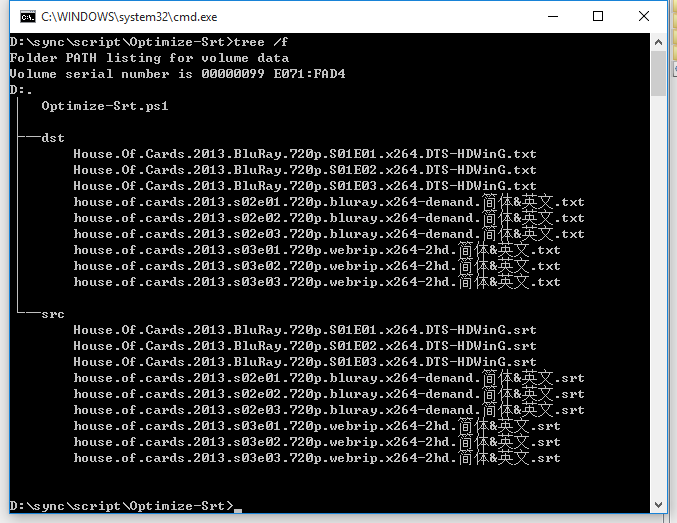 C:\WINDOWS\system32\cmd.exe
D:\sync\script\Optimize-Srt>tree /f
Folder PATH listing for volume data
Volume serial number is 00000099 E071:FAD4
D:.
│  Optimize-Srt.ps1
│
├──dst
│      House.Of.Cards.2013.BluRay.720p.S01E01.x264.DTS-HDWinG.txt
│      House.Of.Cards.2013.BluRay.720p.S01E02.x264.DTS-HDWinG.txt
│      House.Of.Cards.2013.BluRay.720p.S01E03.x264.DTS-HDWinG.txt
│      house.of.cards.2013.s02e01.720p.bluray.x264-demand.简体&英文.txt
│      house.of.cards.2013.s02e02.720p.bluray.x264-demand.简体&英文.txt
│      house.of.cards.2013.s02e03.720p.bluray.x264-demand.简体&英文.txt
│      house.of.cards.2013.s03e01.720p.webrip.x264-2hd.简体&英文.txt
│      house.of.cards.2013.s03e02.720p.webrip.x264-2hd.简体&英文.txt
│      house.of.cards.2013.s03e03.720p.webrip.x264-2hd.简体&英文.txt
│
└──src
       House.Of.Cards.2013.BluRay.720p.S01E01.x264.DTS-HDWinG.srt
       House.Of.Cards.2013.BluRay.720p.S01E02.x264.DTS-HDWinG.srt
       House.Of.Cards.2013.BluRay.720p.S01E03.x264.DTS-HDWinG.srt
       house.of.cards.2013.s02e01.720p.bluray.x264-demand.简体&英文.srt
       house.of.cards.2013.s02e02.720p.bluray.x264-demand.简体&英文.srt
       house.of.cards.2013.s02e03.720p.bluray.x264-demand.简体&英文.srt
       house.of.cards.2013.s03e01.720p.webrip.x264-2hd.简体&英文.srt
       house.of.cards.2013.s03e02.720p.webrip.x264-2hd.简体&英文.srt
       house.of.cards.2013.s03e03.720p.webrip.x264-2hd.简体&英文.srt
D:\sync\script\Optimize-Srt>